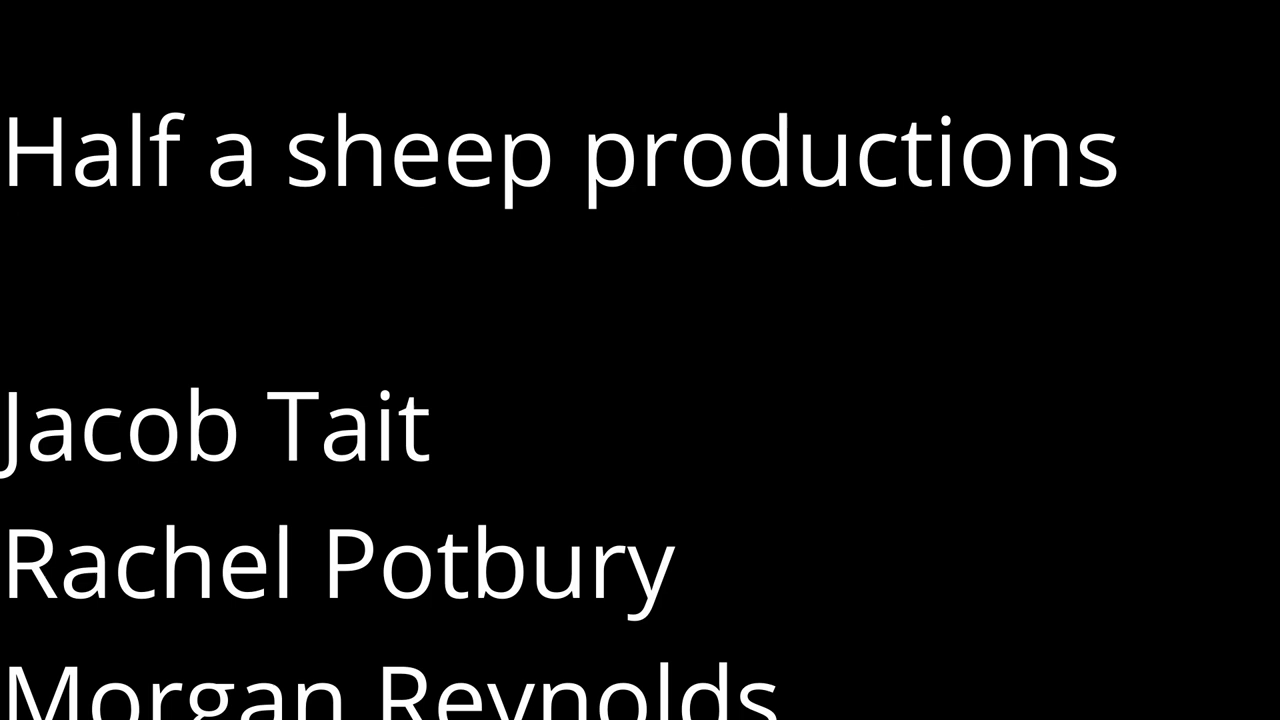 Half a sheep productions
Jacob Tait
Rachel Potbury
Morgan Reynolds